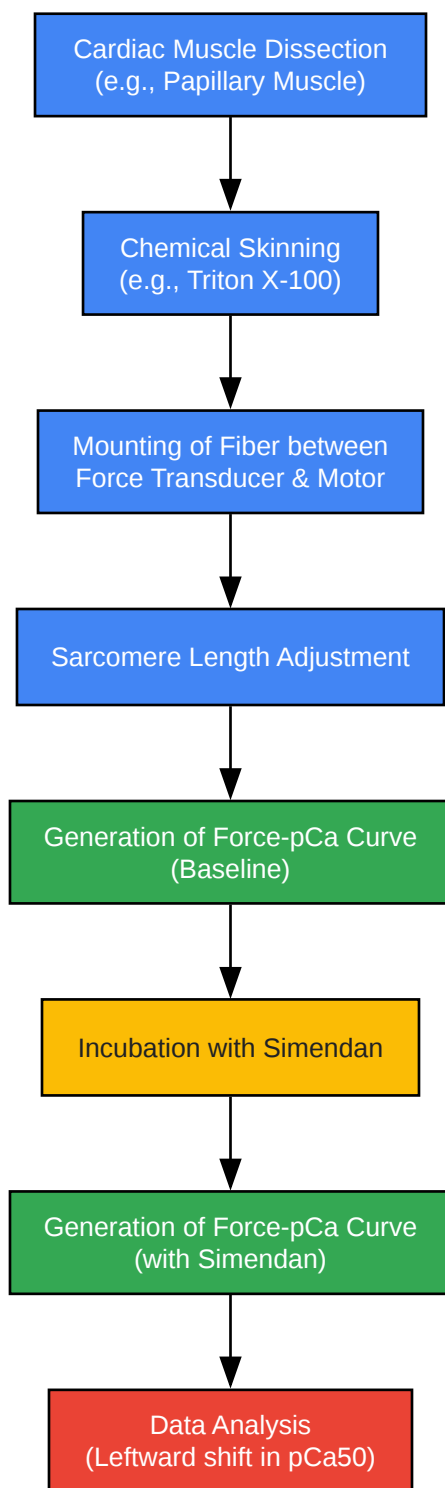 Cardiac Muscle Dissection
(e.g., Papillary Muscle)
Chemical Skinning
(e.g., Triton X-100)
Mounting of Fiber between
Force Transducer & Motor
Sarcomere Length Adjustment
Generation of Force-pCa Curve
(Baseline)
Incubation with Simendan
Generation of Force-pCa Curve
(with Simendan)
Data Analysis
(Leftward shift in pCa50)